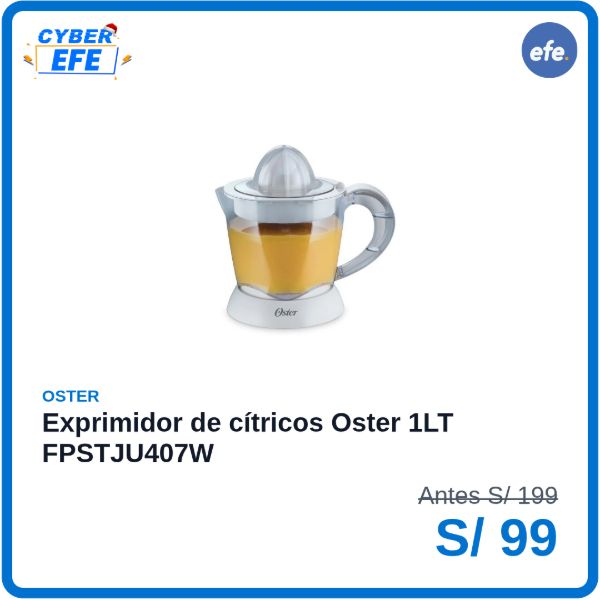 CYBER
EFE
efe.
Oster
OSTER
Exprimidor de cítricos Oster 1LT
FPSTJU407W
Antes S/ 199
S/ 99